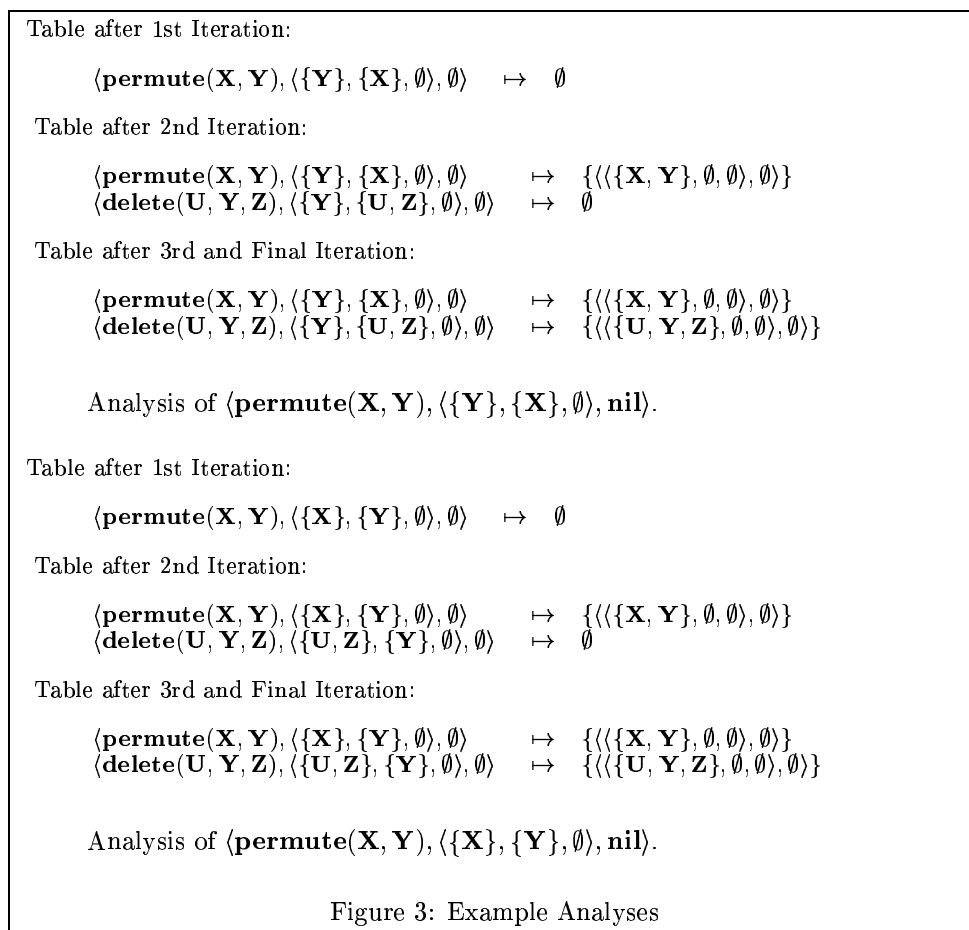 Table after 1st Iteration:
⟨permute(X, Y), ⟨{Y}, {X}, ∅⟩, ∅⟩ ↦ ∅
Table after 2nd Iteration:
⟨permute(X, Y), ⟨{Y}, {X}, ∅⟩, ∅⟩ ↦ {⟨⟨{X, Y}, ∅, ∅⟩, ∅⟩}
⟨delete(U, Y, Z), ⟨{Y}, {U, Z}, ∅⟩, ∅⟩ ↦ ∅
Table after 3rd and Final Iteration:
⟨permute(X, Y), ⟨{Y}, {X}, ∅⟩, ∅⟩ ↦ {⟨⟨{X, Y}, ∅, ∅⟩, ∅⟩}
⟨delete(U, Y, Z), ⟨{Y}, {U, Z}, ∅⟩, ∅⟩ ↦ {⟨⟨{U, Y, Z}, ∅, ∅⟩, ∅⟩}
Analysis of ⟨permute(X, Y), ⟨{Y}, {X}, ∅⟩, nil⟩.
Table after 1st Iteration:
⟨permute(X, Y), ⟨{X}, {Y}, ∅⟩, ∅⟩ ↦ ∅
Table after 2nd Iteration:
⟨permute(X, Y), ⟨{X}, {Y}, ∅⟩, ∅⟩ ↦ {⟨⟨{X, Y}, ∅, ∅⟩, ∅⟩}
⟨delete(U, Y, Z), ⟨{U, Z}, {Y}, ∅⟩, ∅⟩ ↦ ∅
Table after 3rd and Final Iteration:
⟨permute(X, Y), ⟨{X}, {Y}, ∅⟩, ∅⟩ ↦ {⟨⟨{X, Y}, ∅, ∅⟩, ∅⟩}
⟨delete(U, Y, Z), ⟨{U, Z}, {Y}, ∅⟩, ∅⟩ ↦ {⟨⟨{U, Y, Z}, ∅, ∅⟩, ∅⟩}
Analysis of ⟨permute(X, Y), ⟨{X}, {Y}, ∅⟩, nil⟩.
Figure 3: Example Analyses